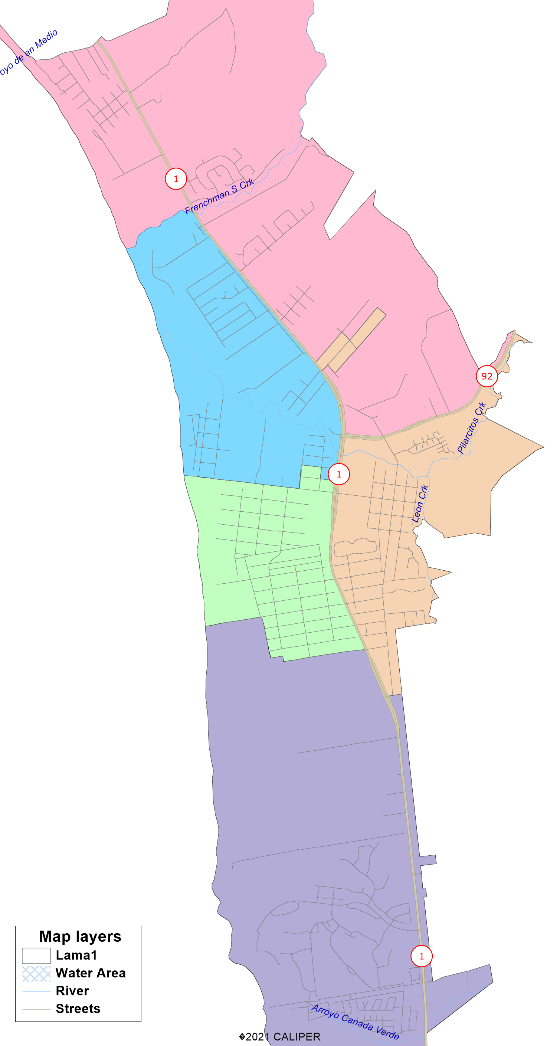 oyo de en Medio
1
Frenchman S Crk
92
Pilarcitos Crk
1
Leon Crk
Map layers
Lama1
Water Area
River
Streets
1
Arroyo Canada Verde
�2021 CALIPER